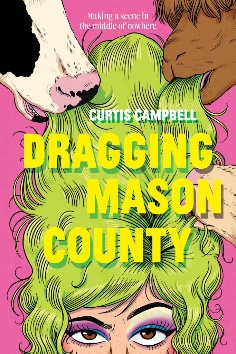 Making a scene in
the middle of nowhere
CURTIS CAMPBELL
DRAGGING
MASON
COUNTY